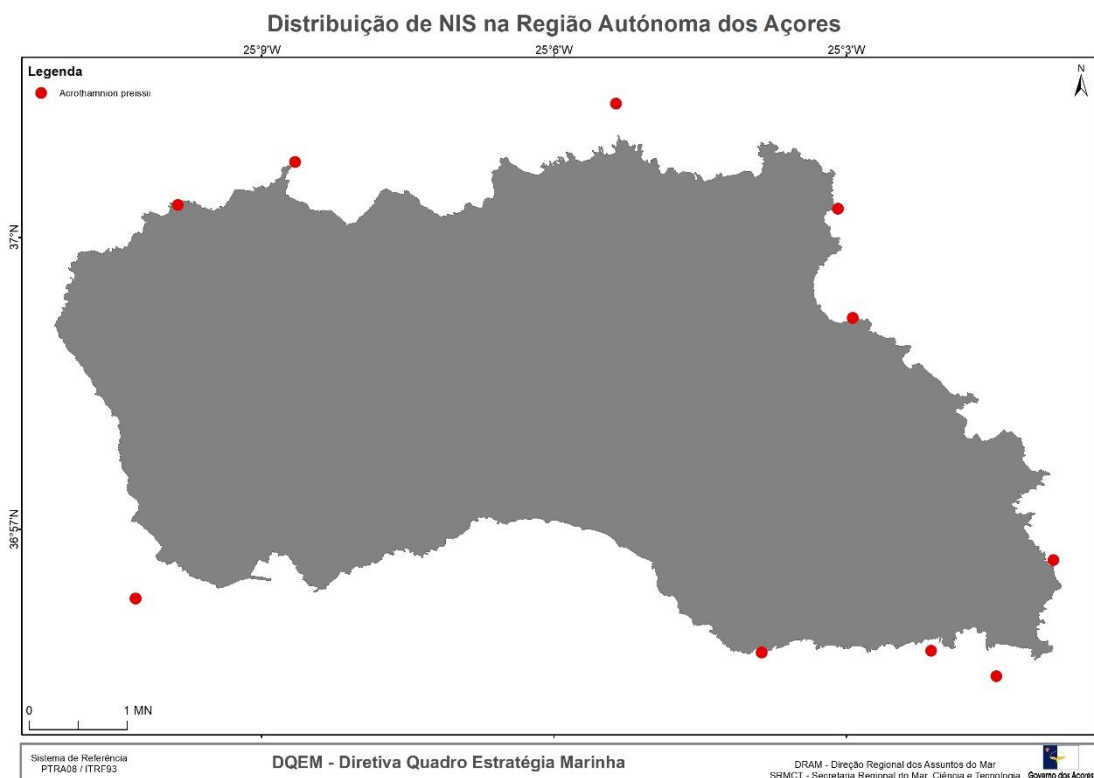 Distribuição de NIS na Região Autónoma dos Açores
25°9'W
25°6'W
25°3'W
Legenda
Acrothamnion preissii
N
37°N
36°57'N
0
1 MN
Sistema de Referência
PTRA08 / ITRF93
DQEM - Diretiva Quadro Estratégia Marinha
DRAM - Direção Regional dos Assuntos do Mar
SRMCT - Secretaria Regional do Mar, Ciência e Tecnologia
Governo dos Açores